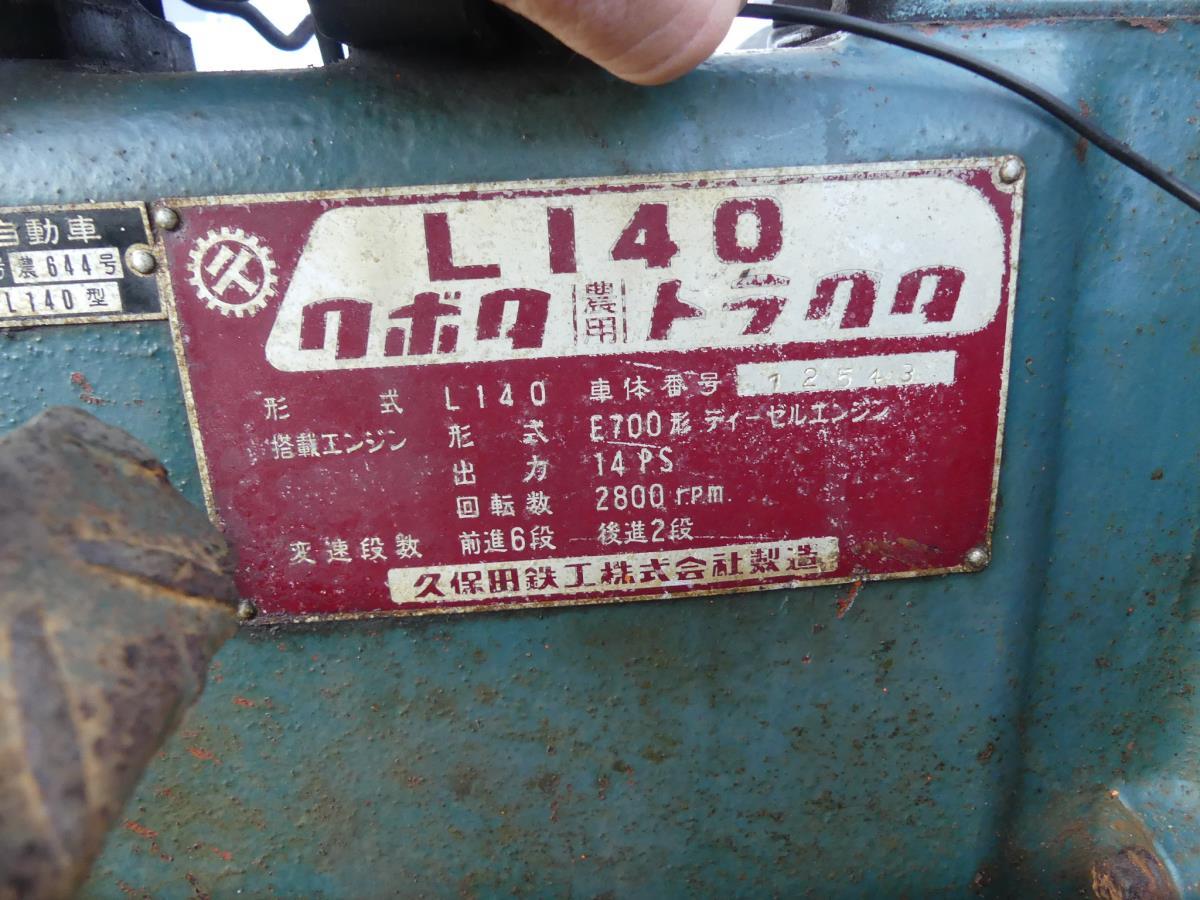 自動車
号 農644号
L140型
L140
クボタ 農用 トラクタ
形式 L140 車体番号 12543
搭載エンジン 形式 E700形 ディーゼルエンジン
出力 14PS
回転数 2800 r.p.m.
変速段数 前進6段 後進2段
久保田鉄工株式会社製造